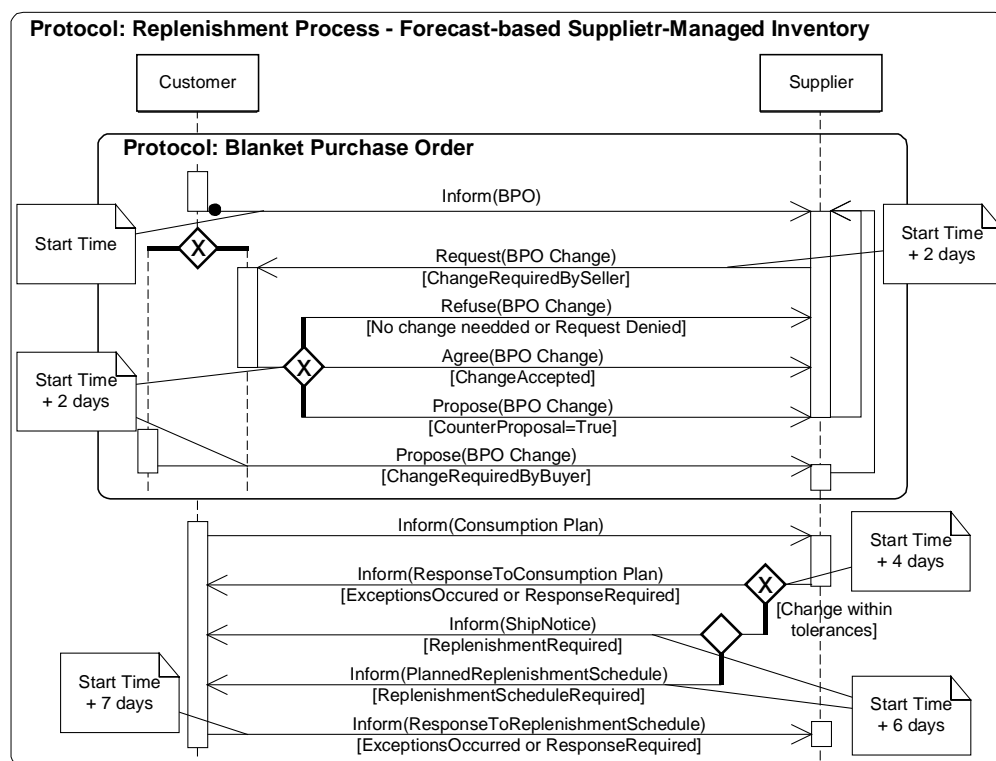 Protocol: Replenishment Process - Forecast-based Supplietr-Managed Inventory
Customer
Supplier
Protocol: Blanket Purchase Order
Inform(BPO)
Start Time
X
Start Time
+ 2 days
Request(BPO Change)
[ChangeRequiredBySeller]
Refuse(BPO Change)
[No change needded or Request Denied]
X
Agree(BPO Change)
[ChangeAccepted]
Start Time
+ 2 days
Propose(BPO Change)
[CounterProposal=True]
Propose(BPO Change)
[ChangeRequiredByBuyer]
Inform(Consumption Plan)
Start Time
+ 4 days
Inform(ResponseToConsumption Plan)
[ExceptionsOccured or ResponseRequired]
X
[Change within
tolerances]
Inform(ShipNotice)
[ReplenishmentRequired]
Inform(PlannedReplenishmentSchedule)
[ReplenishmentScheduleRequired]
Start Time
+ 7 days
Start Time
+ 6 days
Inform(ResponseToReplenishmentSchedule)
[ExceptionsOccurred or ResponseRequired]